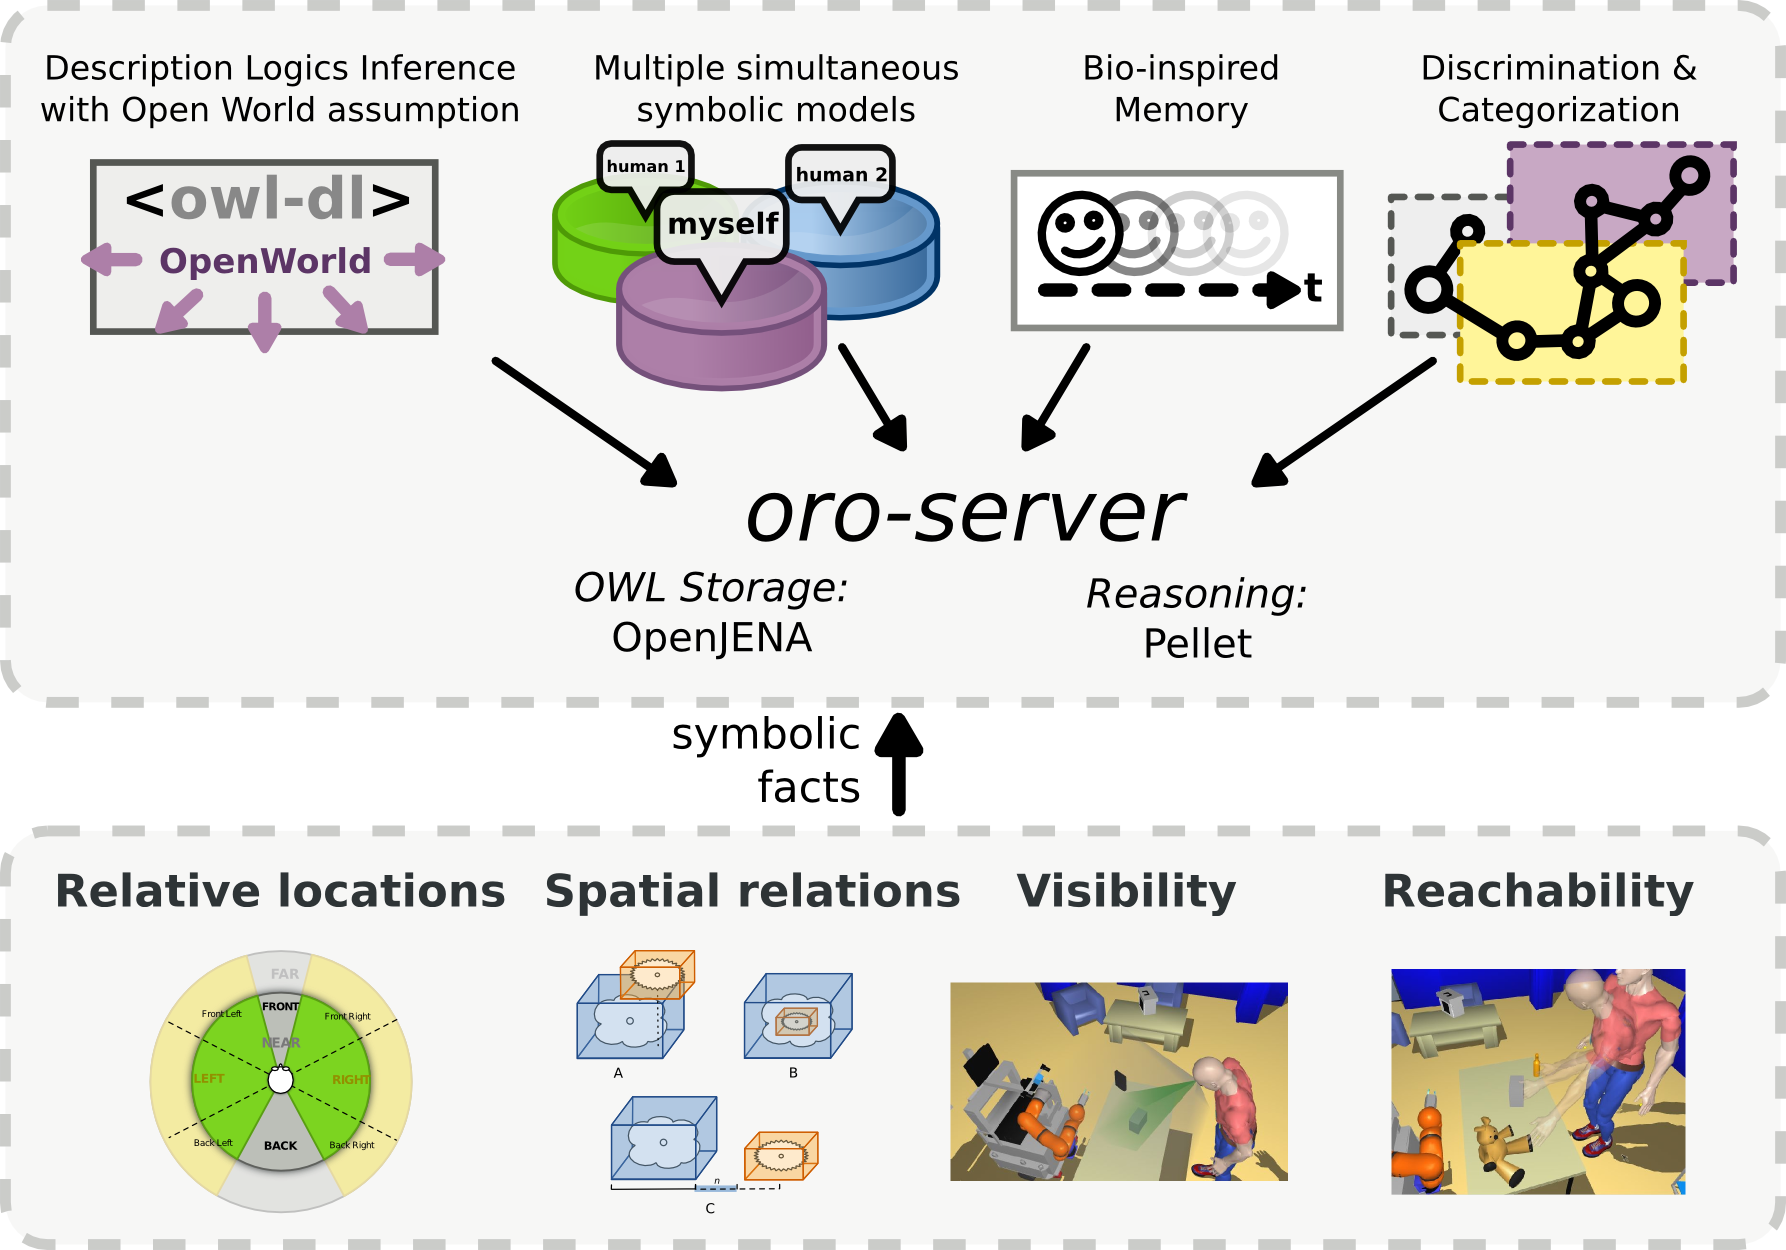 Description Logics Inference
with Open World assumption
Multiple simultaneous
symbolic models
Bio-inspired
Memory
Discrimination &
Categorization
<owl-dl>
OpenWorld
human 1
human 2
myself
t
oro-server
OWL Storage:
OpenJENA
Reasoning:
Pellet
symbolic
facts
Relative locations
Spatial relations
Visibility
Reachability
FAR
FRONT
Front Left
Front Right
NEAR
LEFT
RIGHT
Back Left
BACK
Back Right
A
B
n
C